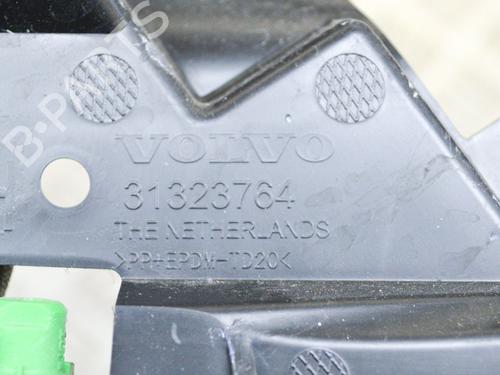 B-PARTS
VOLVO
31323764
THE NETHERLANDS
>PP+EPDM-TD20<